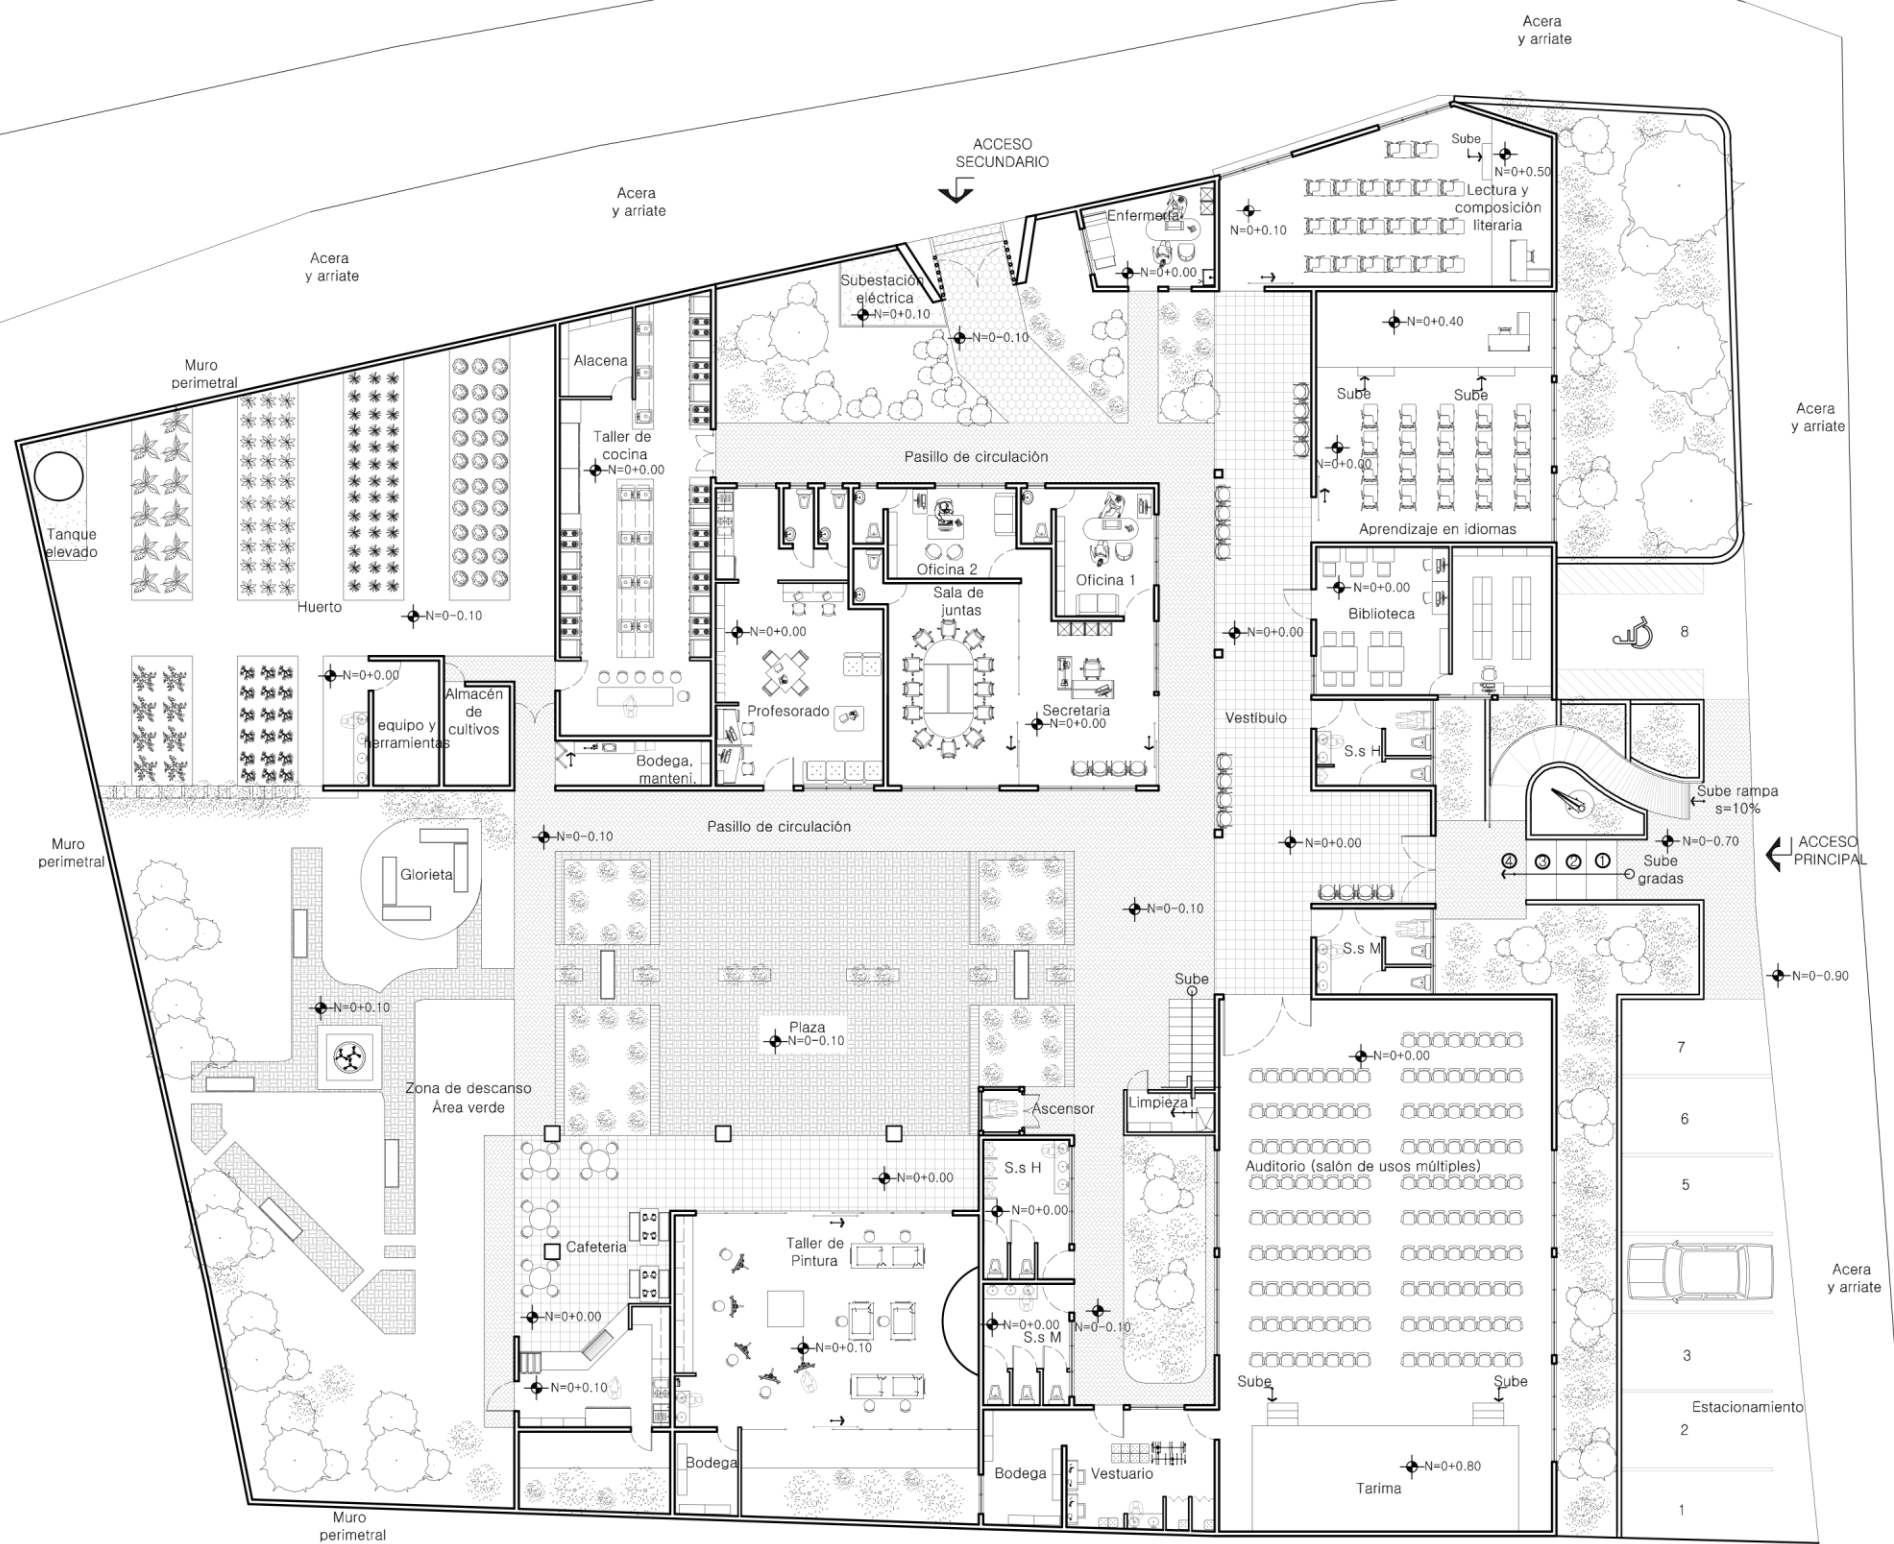 Acera
y arriate
ACCESO
SECUNDARIO
Sube
N=0+0.50
Lectura y
composición
literaria
Acera
y arriate
Enfermería
N=0+0.10
Acera
y arriate
N=0+0.00
Subestación
eléctrica
N=0+0.10
N=0+0.40
N=0-0.10
Alacena
Muro
perimetral
Sube
Sube
Acera
y arriate
Taller de
cocina
N=0+0.00
Pasillo de circulación
N=0+0.00
Tanque
elevado
Aprendizaje en idiomas
Oficina 2
Oficina 1
N=0+0.00
Biblioteca
Huerto
N=0-0.10
Sala de
juntas
N=0+0.00
N=0+0.00
8
N=0+0.00
Almacén
de
cultivos
equipo y
herramientas
Profesorado
Secretaria
N=0+0.00
Vestíbulo
S.s H
Bodega.
manteni.
Sube rampa
s=10%
Pasillo de circulación
N=0-0.10
N=0+0.00
N=0-0.70
ACCESO
PRINCIPAL
Muro
perimetral
4
3
2
1
Sube
gradas
Glorieta
N=0-0.10
S.s M
N=0-0.90
Sube
N=0+0.10
Plaza
N=0-0.10
N=0+0.00
7
Zona de descanso
Área verde
Ascensor
Limpieza
6
S.s H
Auditorio (salón de usos múltiples)
N=0+0.00
5
N=0+0.00
Cafetería
Taller de
Pintura
Acera
y arriate
N=0+0.00
N=0+0.00
S.s M
N=0-0.10
N=0+0.10
3
N=0+0.10
Sube
Sube
Estacionamiento
2
Bodega
Bodega
Vestuario
N=0+0.80
Tarima
1
Muro
perimetral